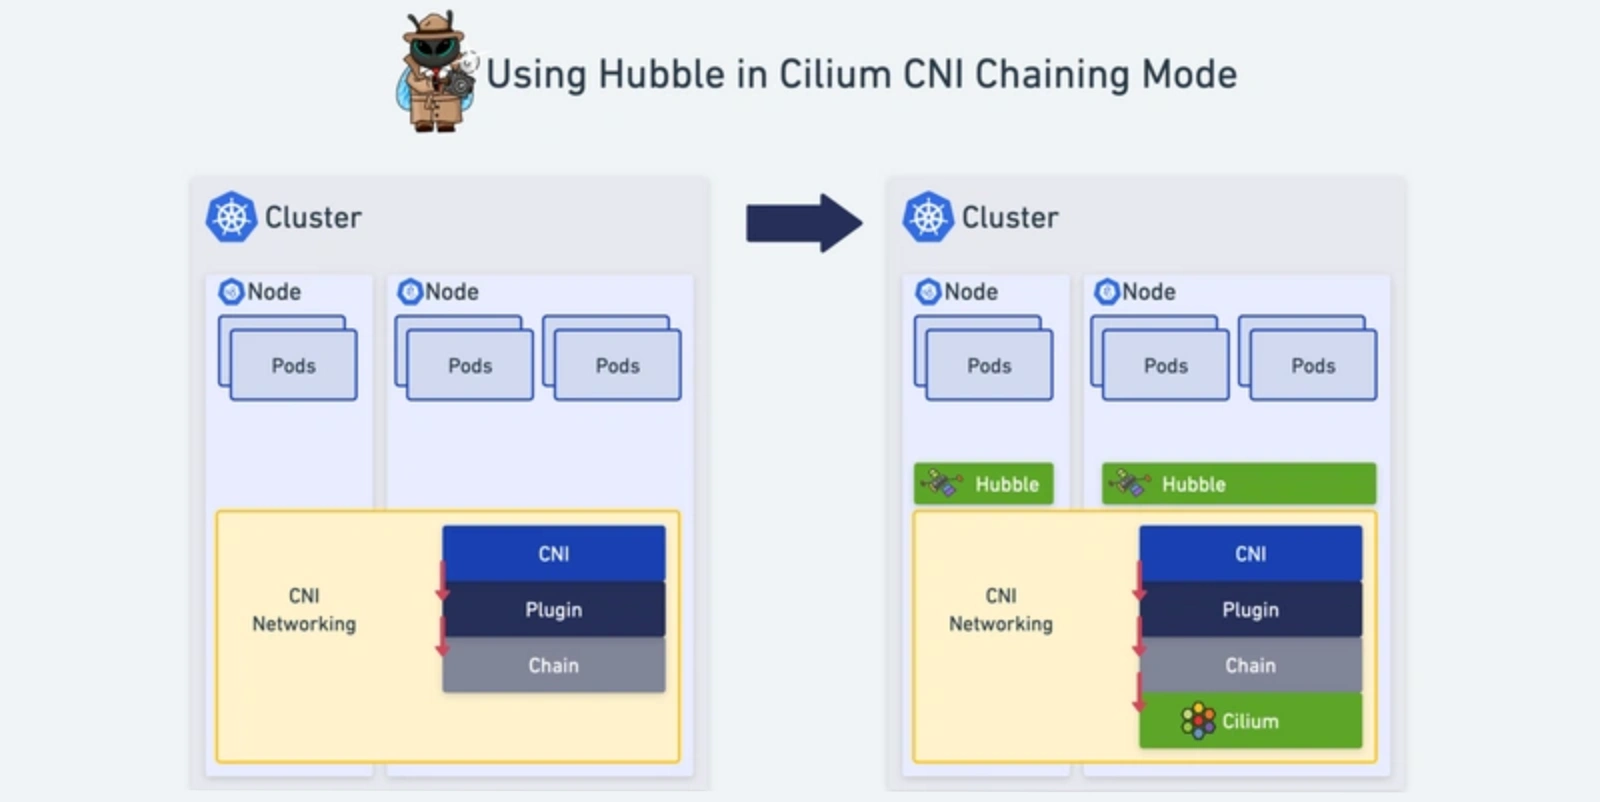 Using Hubble in Cilium CNI Chaining Mode
Cluster
Node
Node
Pods
Pods
Pods
CNI
Networking
CNI
Plugin
Chain
Cluster
Node
Node
Pods
Pods
Pods
Hubble
Hubble
CNI
Networking
CNI
Plugin
Chain
Cilium